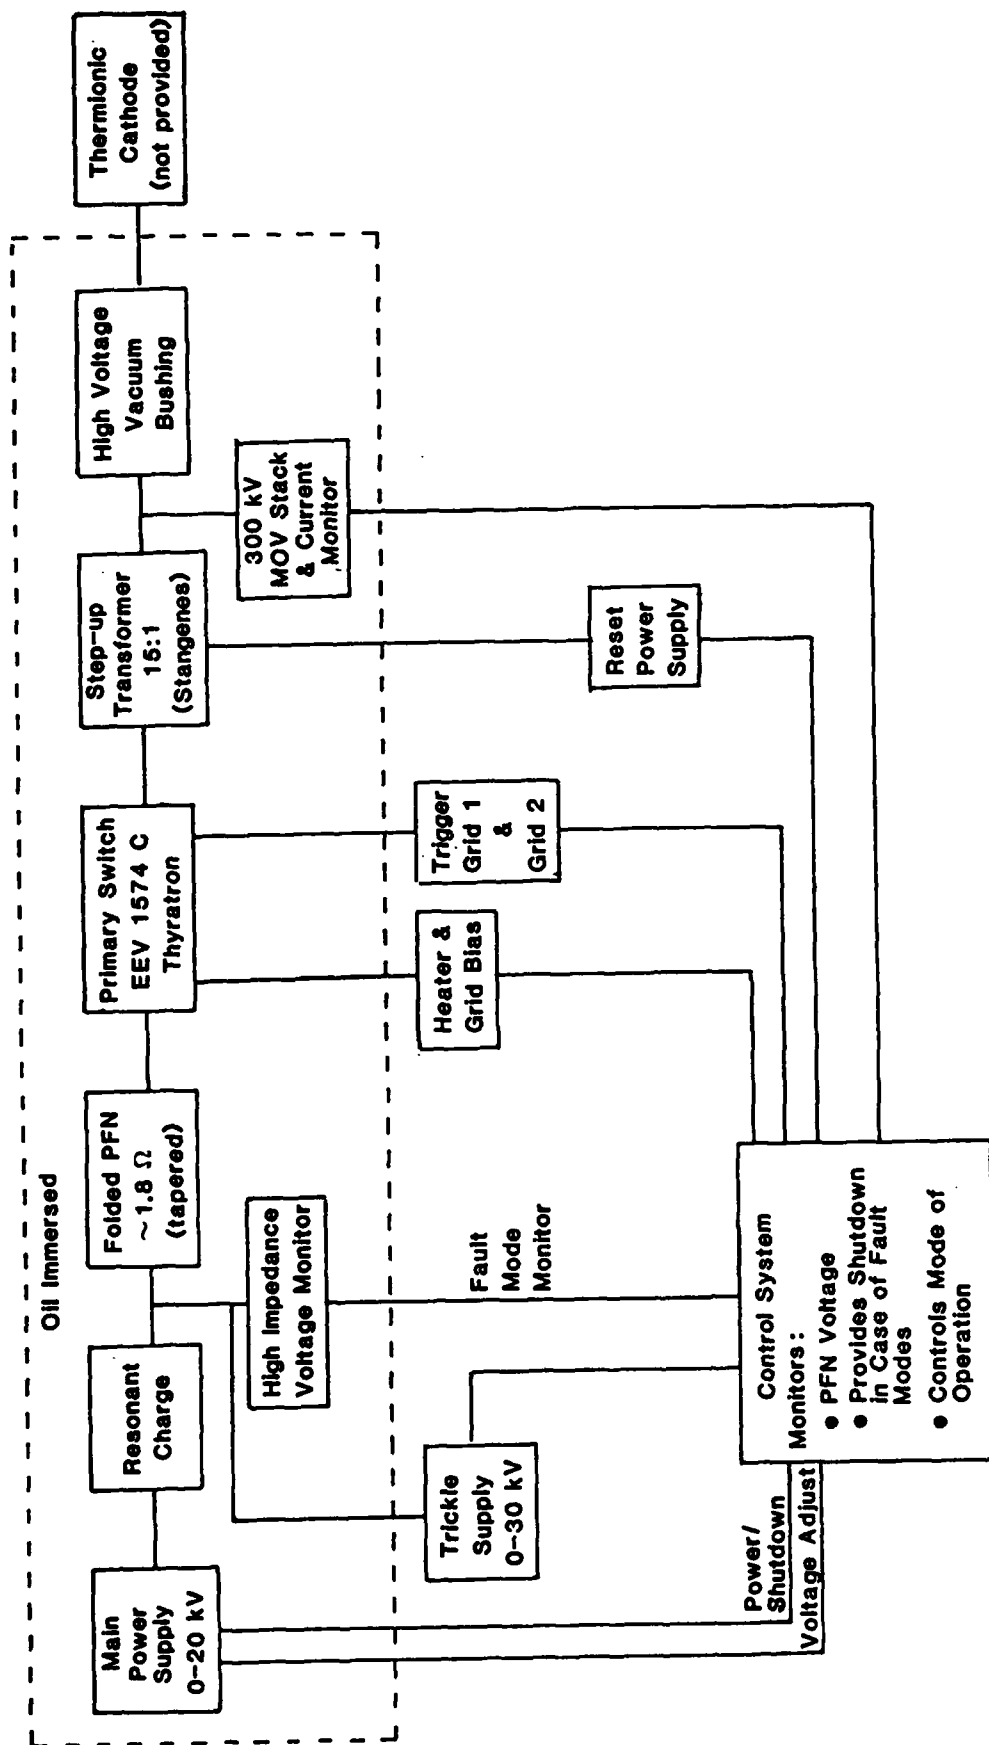 Oil Immersed
Main
Power
Supply
0-20 kV
Resonant
Charge
Folded PFN
~1.8 Ω
(tapered)
Primary Switch
EEV 1574 C
Thyratron
Step-up
Transformer
15:1
(Stangenes)
High Voltage
Vacuum
Bushing
Thermionic
Cathode
(not provided)
High Impedance
Voltage Monitor
300 kV
MOV Stack
& Current
Monitor
Trickle
Supply
0-30 kV
Heater &
Grid Bias
Trigger
Grid 1
&
Grid 2
Reset
Power
Supply
Fault
Mode
Monitor
Power/
Shutdown
Voltage Adjust
Control System
Monitors:
● PFN Voltage
● Provides Shutdown
in Case of Fault
Modes
● Controls Mode of
Operation